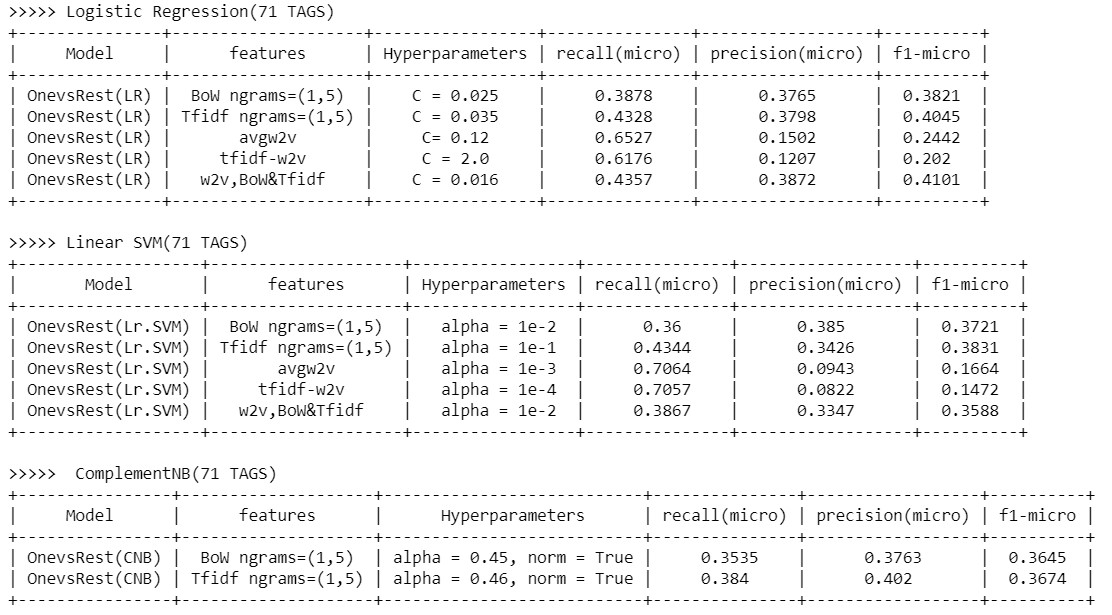 >>>>> Logistic Regression(71 TAGS)
+---------------+---------------------+-----------------+---------------+------------------+----------+
| Model | features | Hyperparameters | recall(micro) | precision(micro) | f1-micro |
+---------------+---------------------+-----------------+---------------+------------------+----------+
| OnevsRest(LR) | BoW ngrams=(1,5) | C = 0.025 | 0.3878 | 0.3765 | 0.3821 |
| OnevsRest(LR) | Tfidf ngrams=(1,5) | C = 0.035 | 0.4328 | 0.3798 | 0.4045 |
| OnevsRest(LR) | avgw2v | C= 0.12 | 0.6527 | 0.1502 | 0.2442 |
| OnevsRest(LR) | tfidf-w2v | C = 2.0 | 0.6176 | 0.1207 | 0.202 |
| OnevsRest(LR) | w2v,BoW&Tfidf | C = 0.016 | 0.4357 | 0.3872 | 0.4101 |
+---------------+---------------------+-----------------+---------------+------------------+----------+
>>>>> Linear SVM(71 TAGS)
+-------------------+--------------------+-----------------+---------------+------------------+----------+
| Model | features | Hyperparameters | recall(micro) | precision(micro) | f1-micro |
+-------------------+--------------------+-----------------+---------------+------------------+----------+
| OnevsRest(Lr.SVM) | BoW ngrams=(1,5) | alpha = 1e-2 | 0.36 | 0.385 | 0.3721 |
| OnevsRest(Lr.SVM) | Tfidf ngrams=(1,5) | alpha = 1e-1 | 0.4344 | 0.3426 | 0.3831 |
| OnevsRest(Lr.SVM) | avgw2v | alpha = 1e-3 | 0.7064 | 0.0943 | 0.1664 |
| OnevsRest(Lr.SVM) | tfidf-w2v | alpha = 1e-4 | 0.7057 | 0.0822 | 0.1472 |
| OnevsRest(Lr.SVM) | w2v,BoW&Tfidf | alpha = 1e-2 | 0.3867 | 0.3347 | 0.3588 |
+-------------------+--------------------+-----------------+---------------+------------------+----------+
>>>>> ComplementNB(71 TAGS)
+----------------+--------------------+---------------------------+---------------+------------------+----------+
| Model | features | Hyperparameters | recall(micro) | precision(micro) | f1-micro |
+----------------+--------------------+---------------------------+---------------+------------------+----------+
| OnevsRest(CNB) | BoW ngrams=(1,5) | alpha = 0.45, norm = True | 0.3535 | 0.3763 | 0.3645 |
| OnevsRest(CNB) | Tfidf ngrams=(1,5) | alpha = 0.46, norm = True | 0.384 | 0.402 | 0.3674 |
+----------------+--------------------+---------------------------+---------------+------------------+----------+